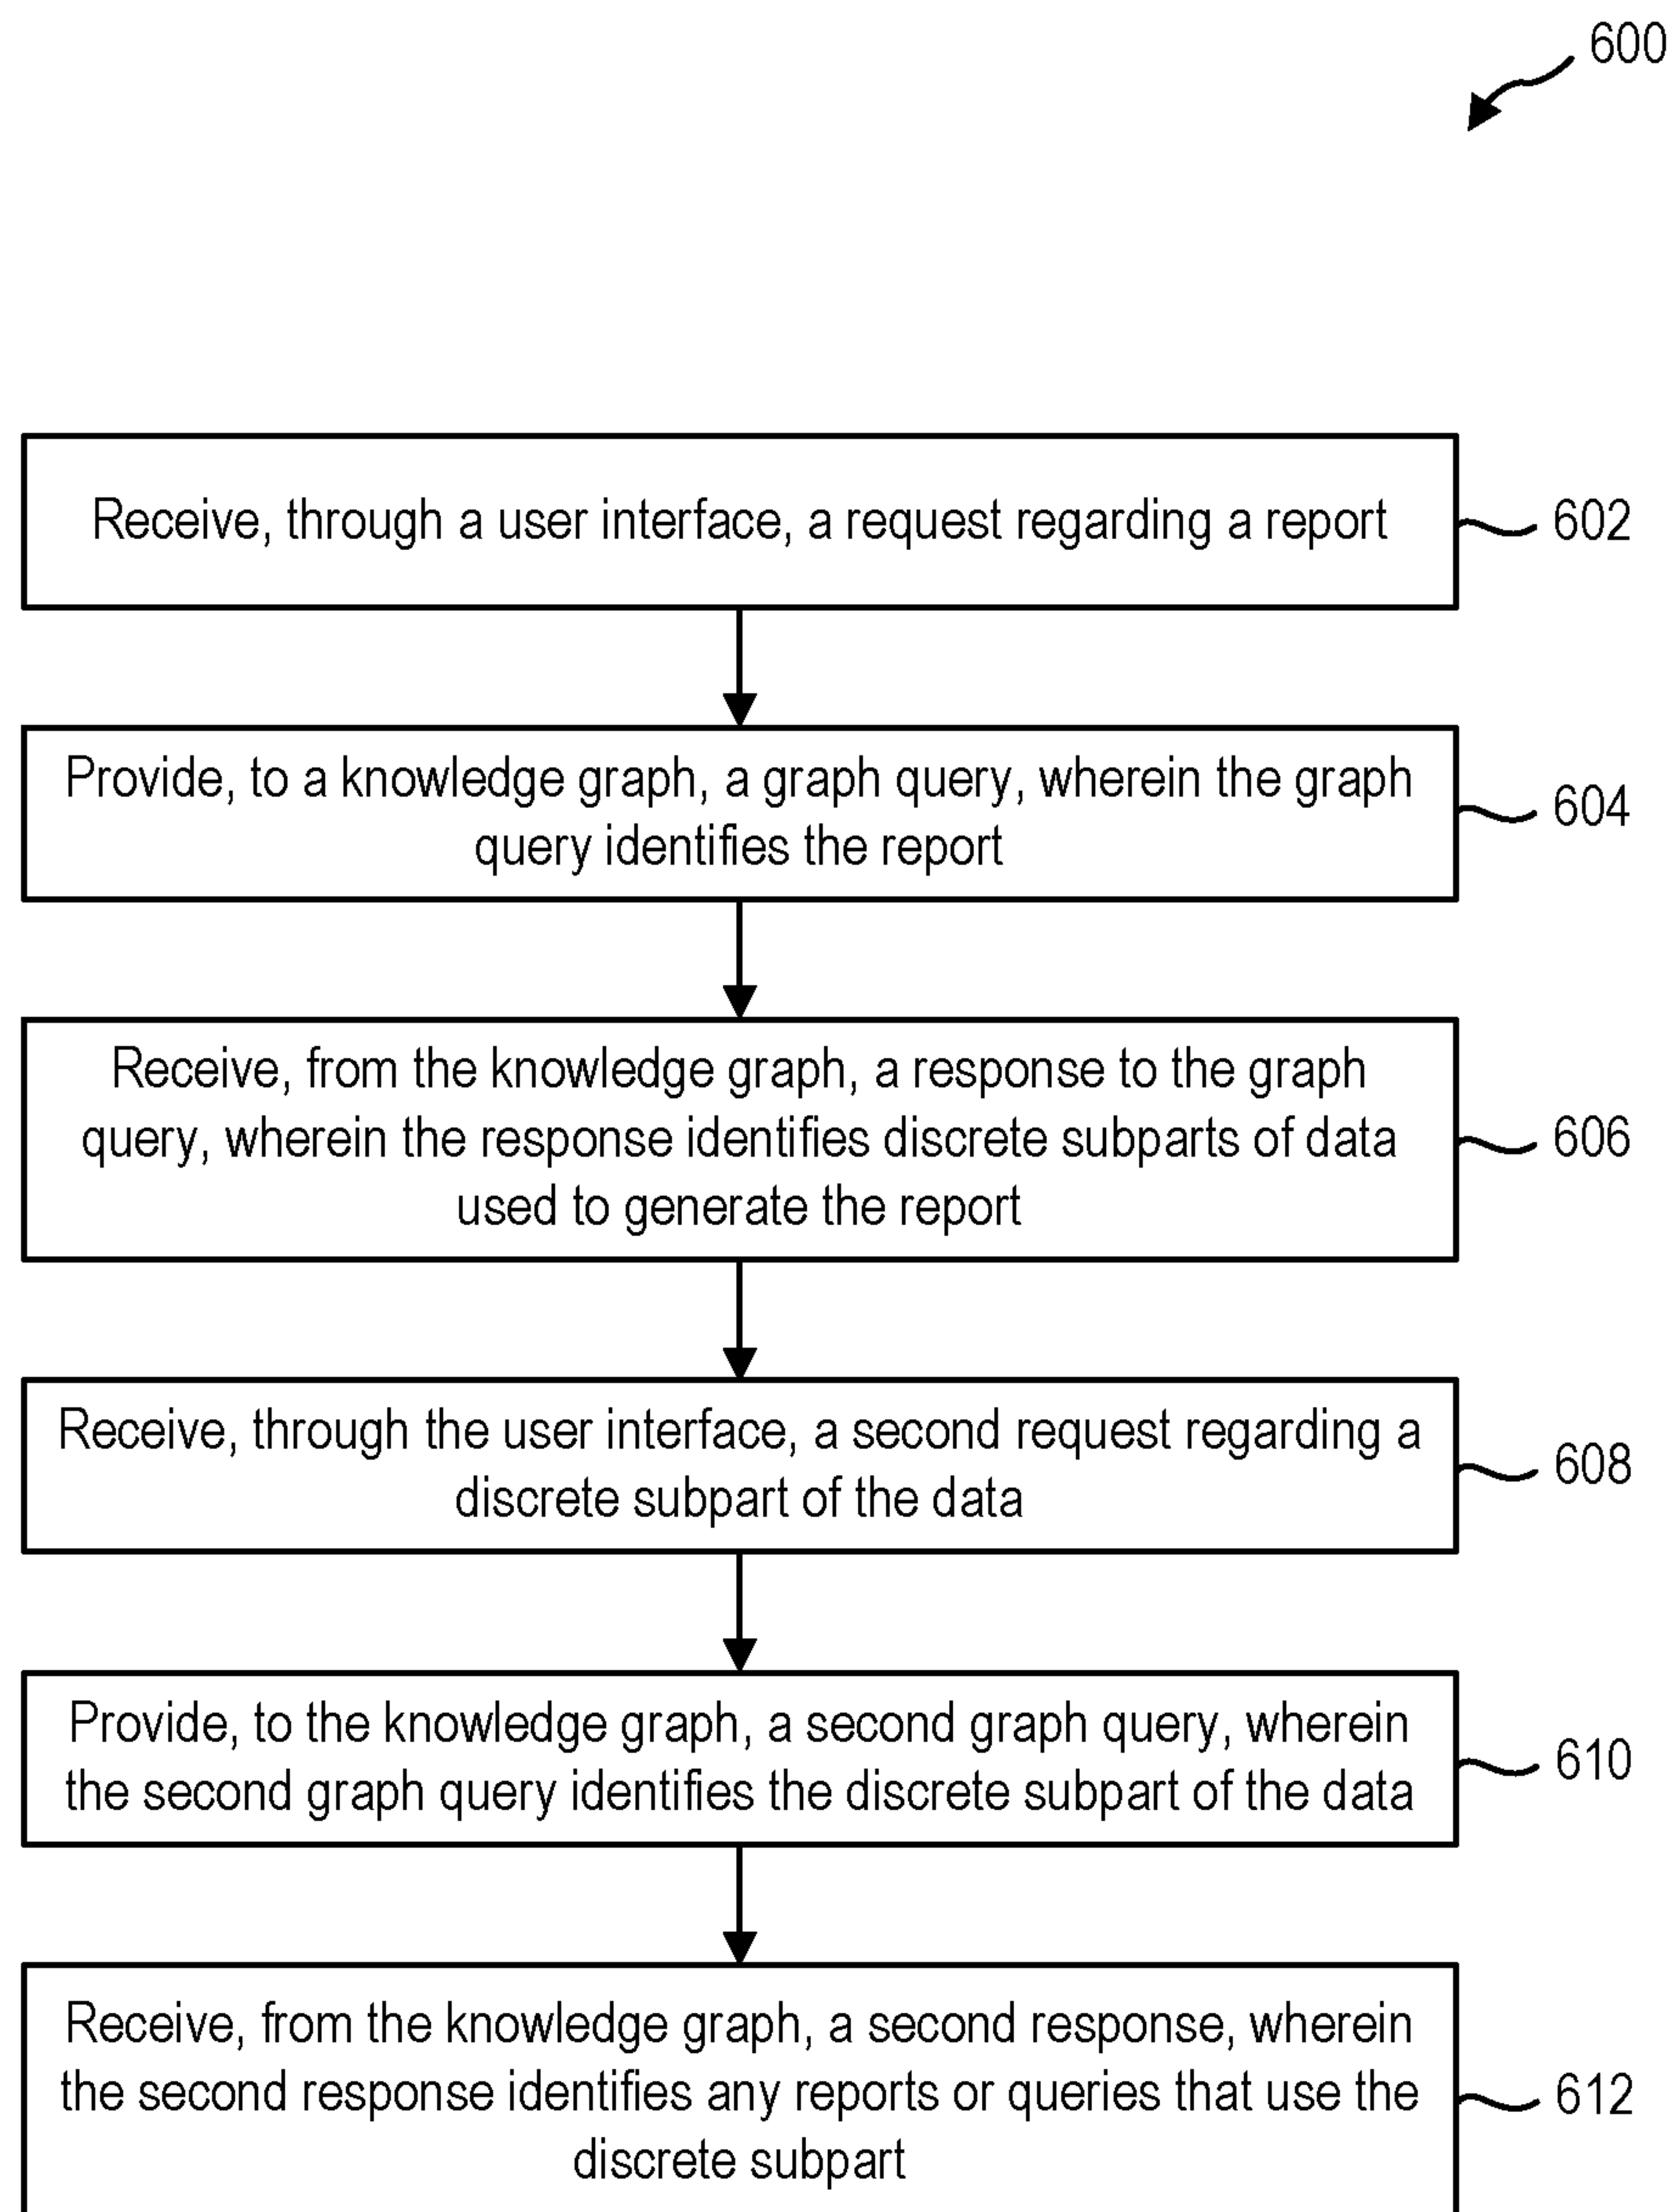 600
Receive, through a user interface, a request regarding a report
602
Provide, to a knowledge graph, a graph query, wherein the graph
query identifies the report
604
Receive, from the knowledge graph, a response to the graph
query, wherein the response identifies discrete subparts of data
used to generate the report
606
Receive, through the user interface, a second request regarding a
discrete subpart of the data
608
Provide, to the knowledge graph, a second graph query, wherein
the second graph query identifies the discrete subpart of the data
610
Receive, from the knowledge graph, a second response, wherein
the second response identifies any reports or queries that use the
discrete subpart
612